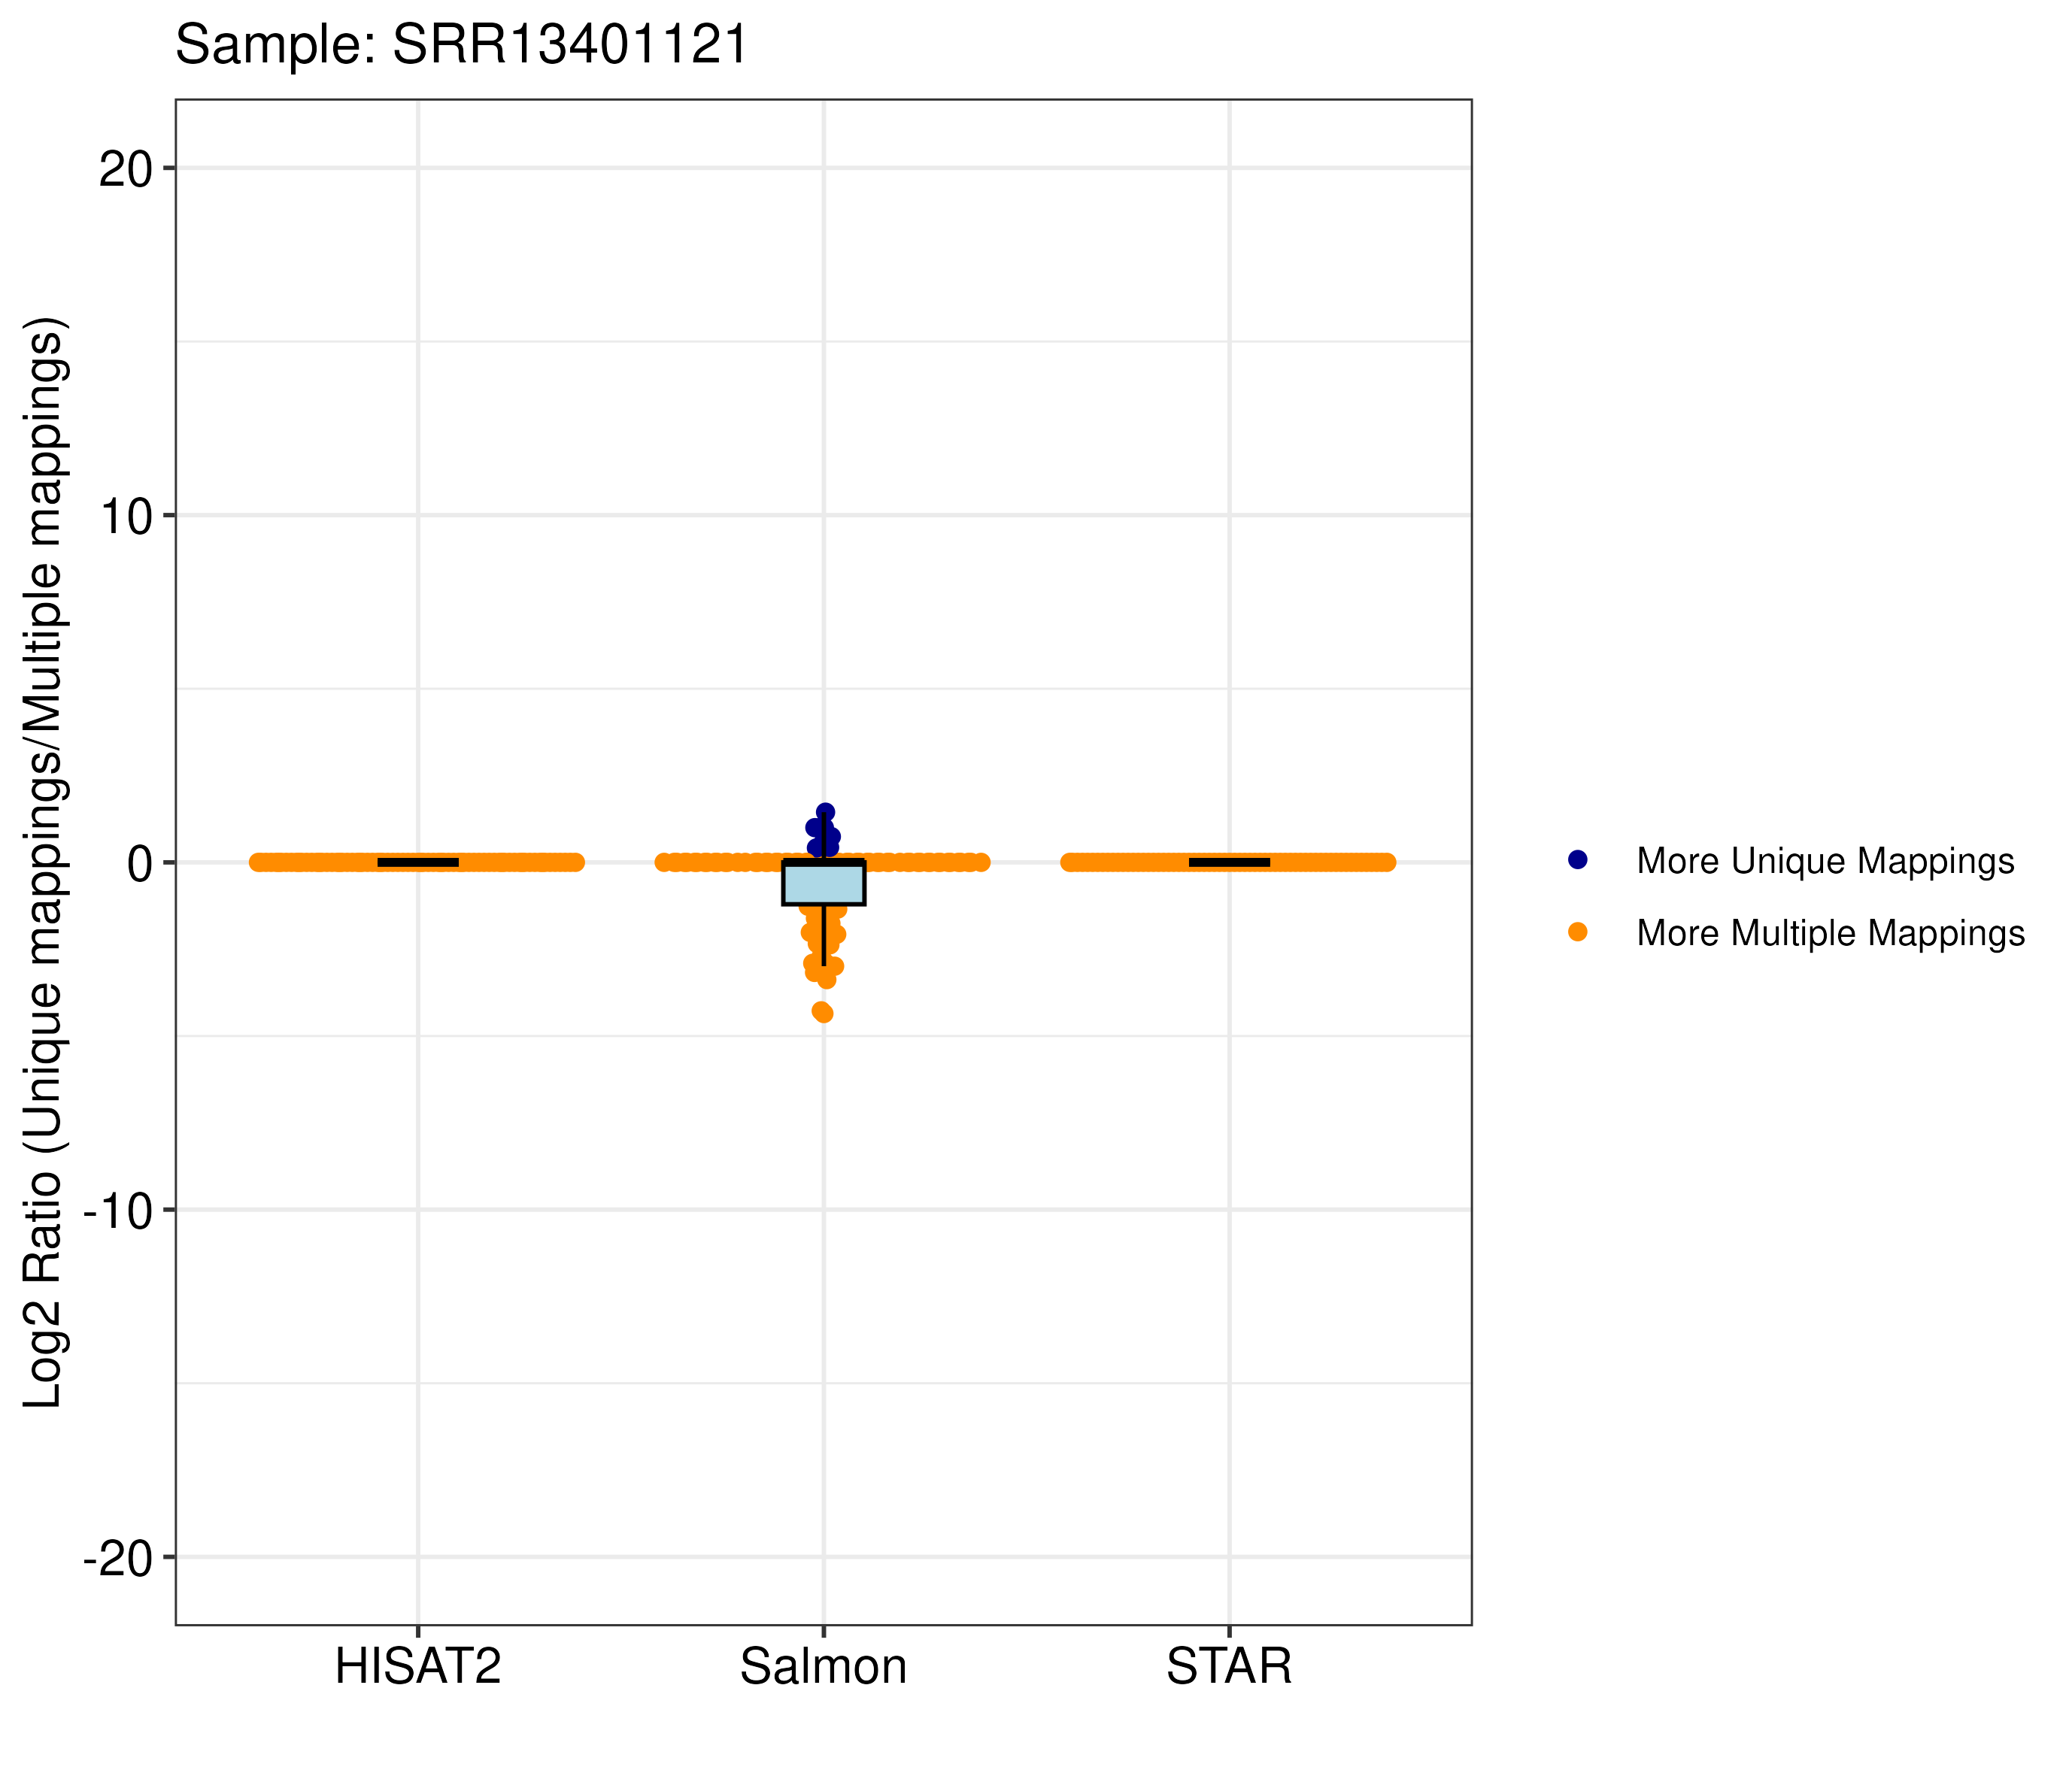 Sample: SRR13401121
Log2 Ratio (Unique mappings/Multiple mappings)
20
10
0
-10
-20
HISAT2
Salmon
STAR
More Unique Mappings
More Multiple Mappings